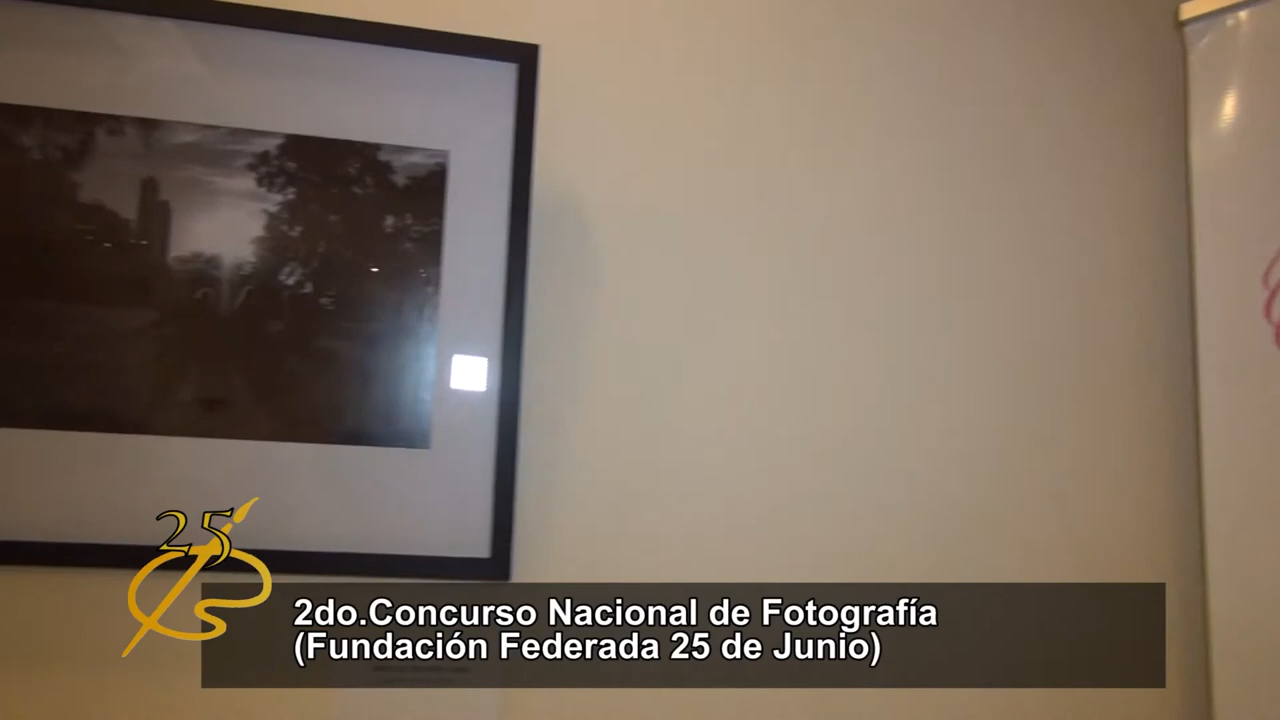 25
2do.Concurso Nacional de Fotografía
(Fundación Federada 25 de Junio)